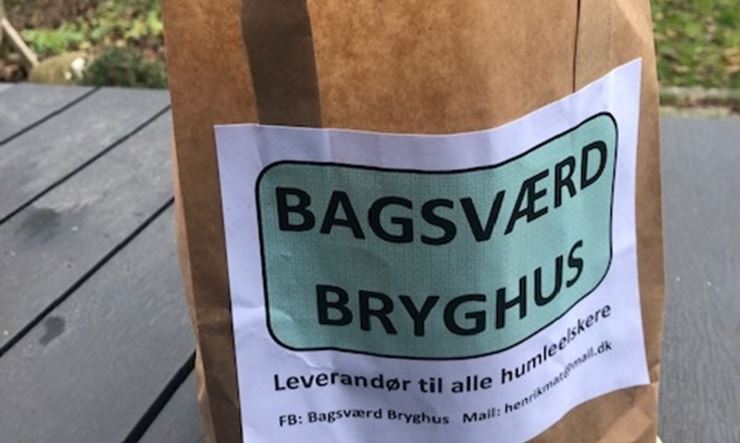 BAGSVÆRD
BRYGHUS
Leverandør til alle humleelskere
FB: Bagsværd Bryghus Mail: henrikmat@mail.dk